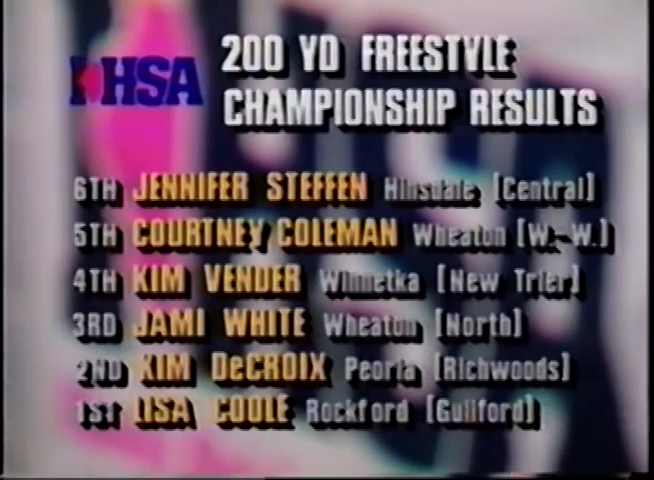 IHSA
200 YD FREESTYLE
CHAMPIONSHIP RESULTS
6TH JENNIFER STEFFEN Hinsdale [Central]
5TH COURTNEY COLEMAN Wheaton [W.-W.]
4TH KIM VENDER Winnetka [New Trier]
3RD JAMI WHITE Wheaton [North]
2ND KIM DeCROIX Peoria [Richwoods]
1ST LISA COOLE Rockford [Guilford]